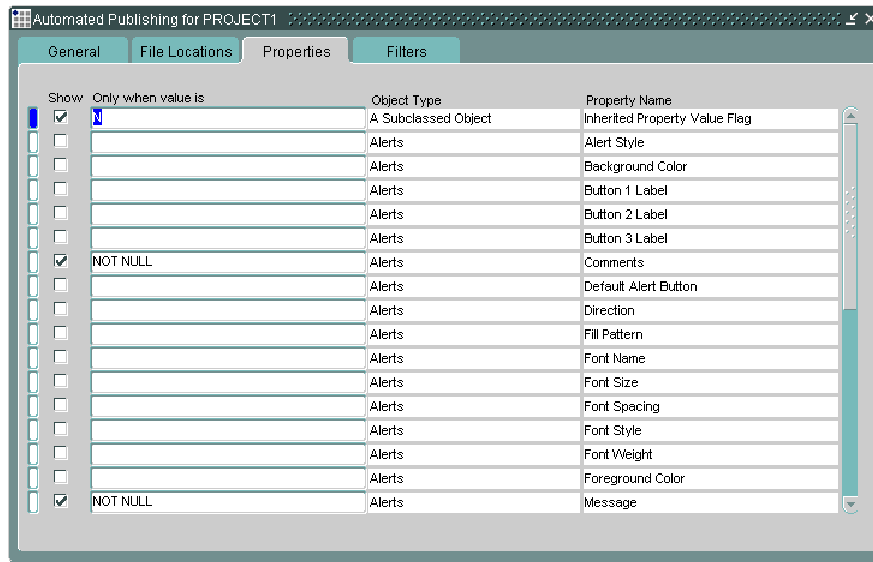 Automated Publishing for PROJECT1
General File Locations Properties Filters
Show Only when value is Object Type Property Name
N A Subclassed Object Inherited Property Value Flag
Alerts Alert Style
Alerts Background Color
Alerts Button 1 Label
Alerts Button 2 Label
Alerts Button 3 Label
NOT NULL Alerts Comments
Alerts Default Alert Button
Alerts Direction
Alerts Fill Pattern
Alerts Font Name
Alerts Font Size
Alerts Font Spacing
Alerts Font Style
Alerts Font Weight
Alerts Foreground Color
NOT NULL Alerts Message